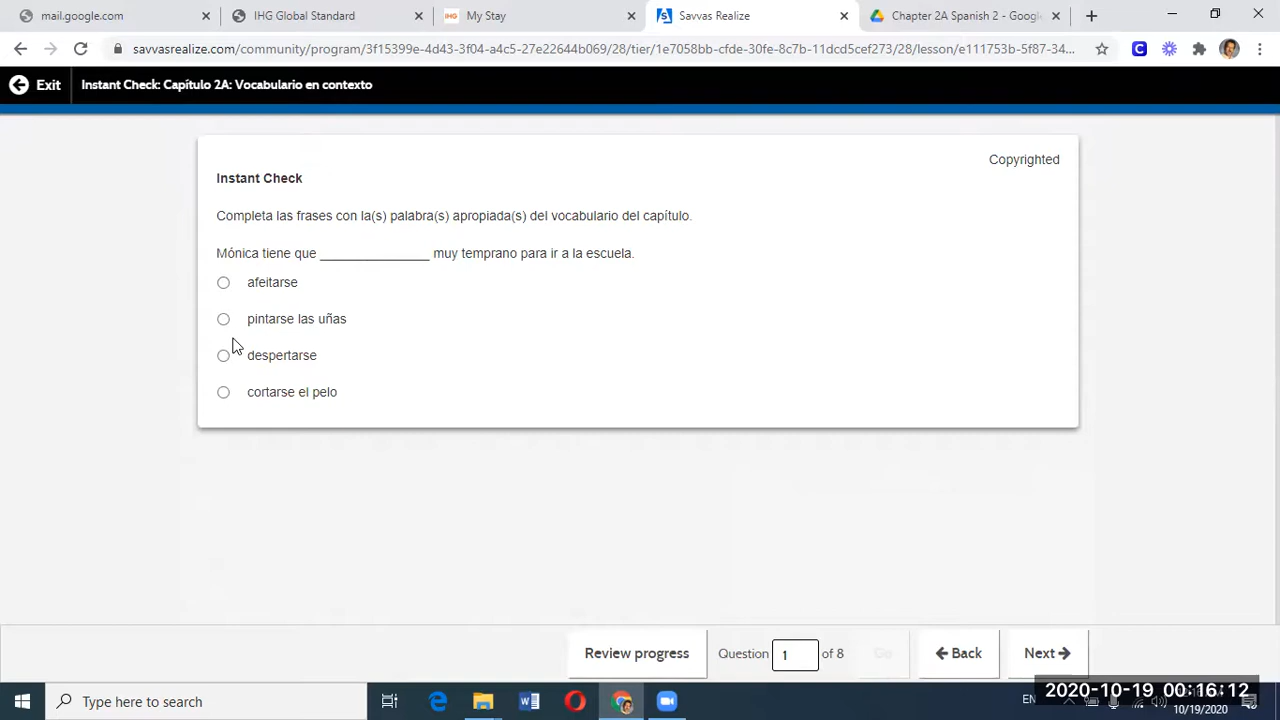 mail.google.com
IHG Global Standard
IHG My Stay
Savvas Realize
Chapter 2A Spanish 2 - Google
savvasrealize.com/community/program/3f15399e-4d43-3f04-a4c5-27e22644b069/28/tier/1e7058bb-cfde-30fe-8c7b-11dcd5cef273/28/lesson/e111753b-5f87-34...
Exit
Instant Check: Capítulo 2A: Vocabulario en contexto
Copyrighted
Instant Check
Completa las frases con la(s) palabra(s) apropiada(s) del vocabulario del capítulo.
Mónica tiene que _______________ muy temprano para ir a la escuela.
afeitarse
pintarse las uñas
despertarse
cortarse el pelo
Review progress
Question 1 of 8
Go
Back
Next
Type here to search
EN
2020-10-19 00:16:12
10/19/2020